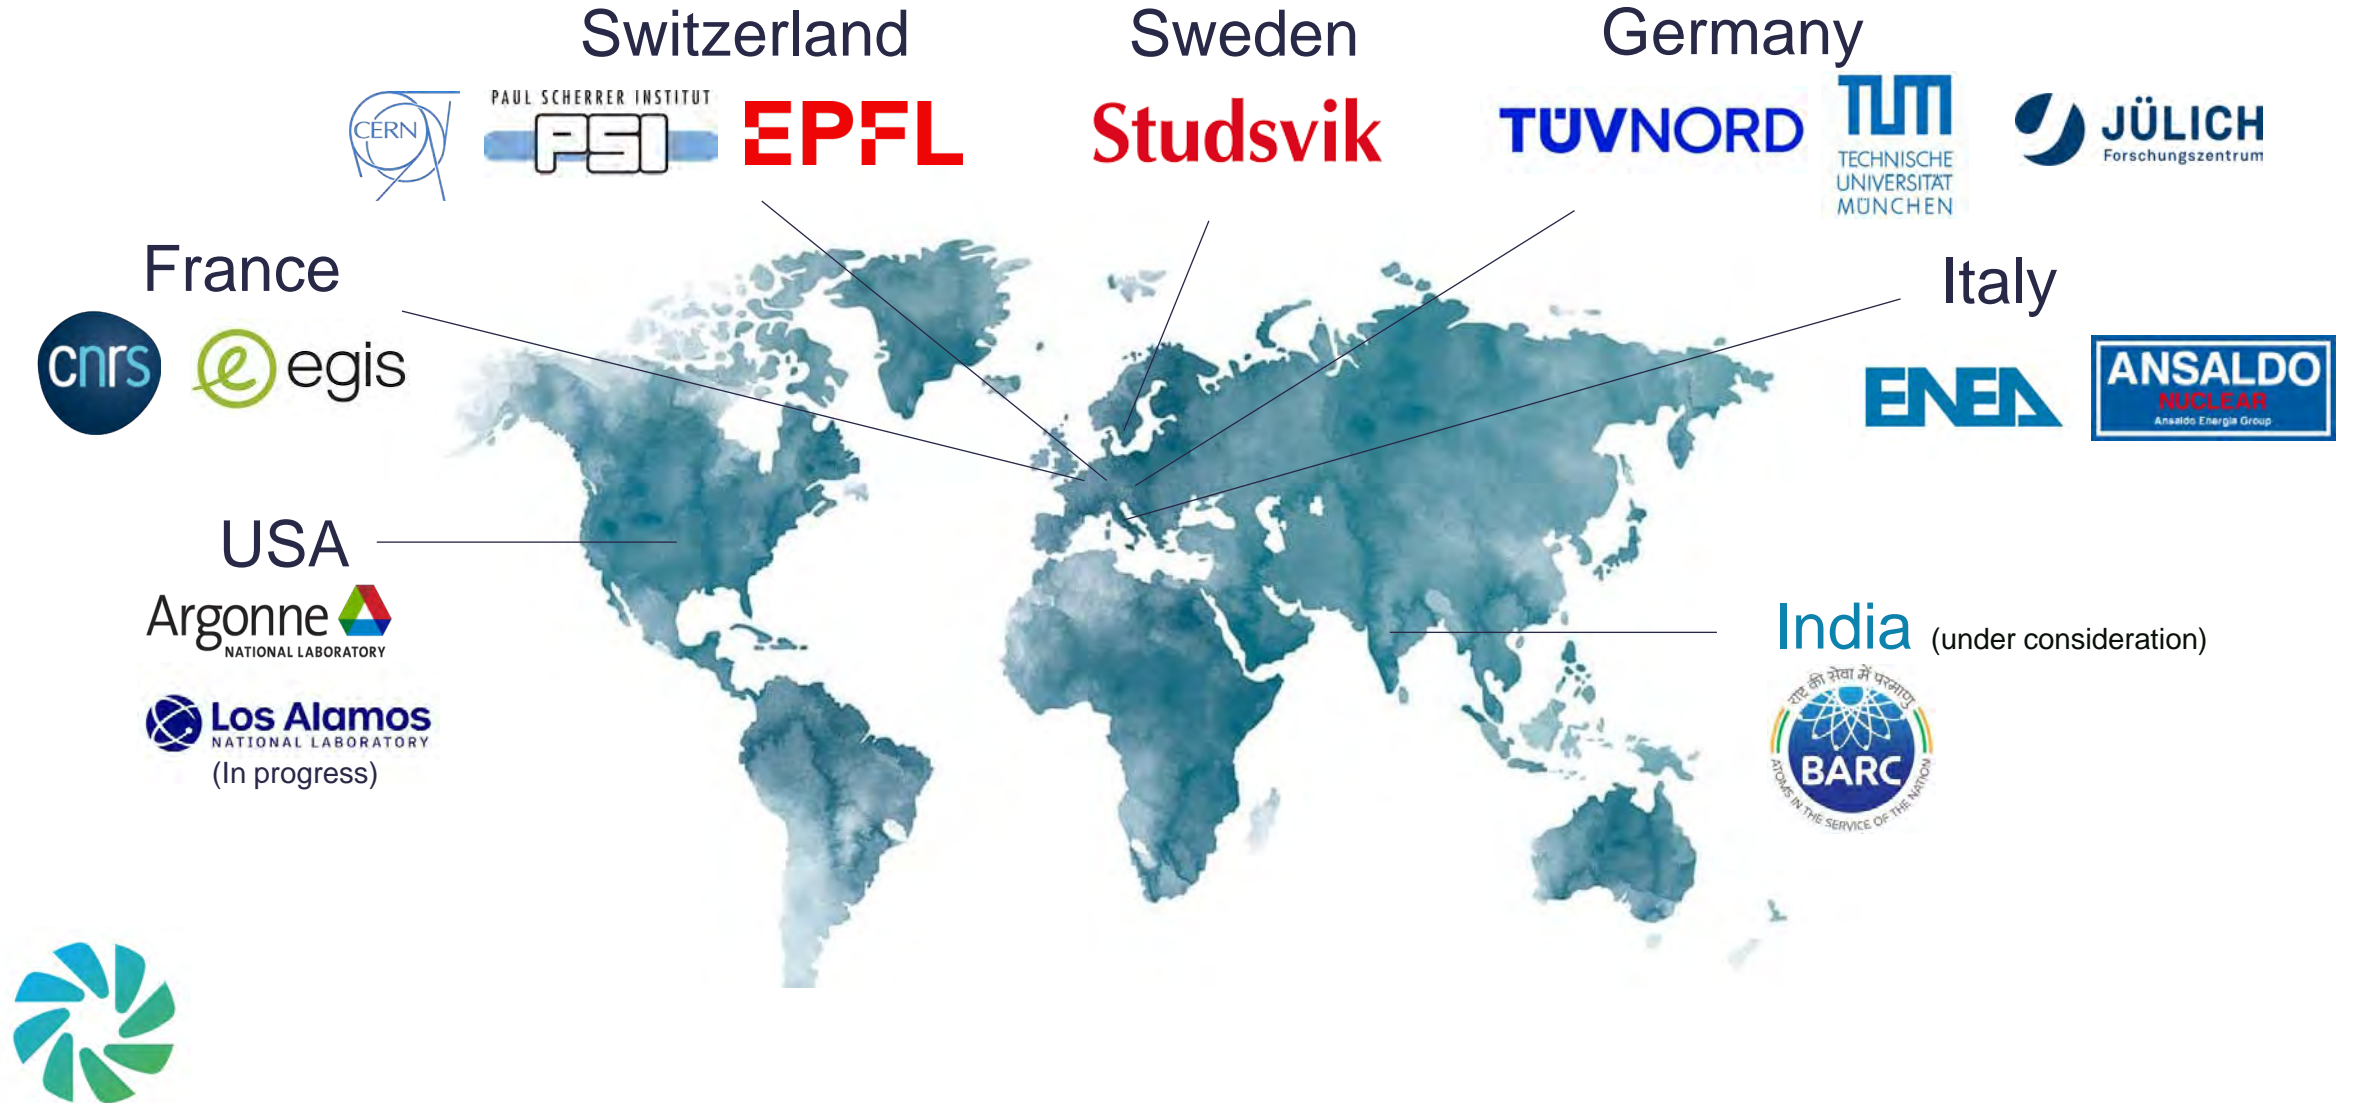 Switzerland
CERN
PAUL SCHERRER INSTITUT
PSI
EPFL
Sweden
Studsvik
Germany
TÜVNORD
TUM
TECHNISCHE
UNIVERSITÄT
MÜNCHEN
JÜLICH
Forschungszentrum
France
cnrs
e egis
Italy
ENEA
ANSALDO
NUCLEAR
Ansaldo Energia Group
USA
Argonne
NATIONAL LABORATORY
Los Alamos
NATIONAL LABORATORY
(In progress)
India (under consideration)
राष्ट्र की सेवा में परमाणु
BARC
ATOMS IN THE SERVICE OF THE NATION